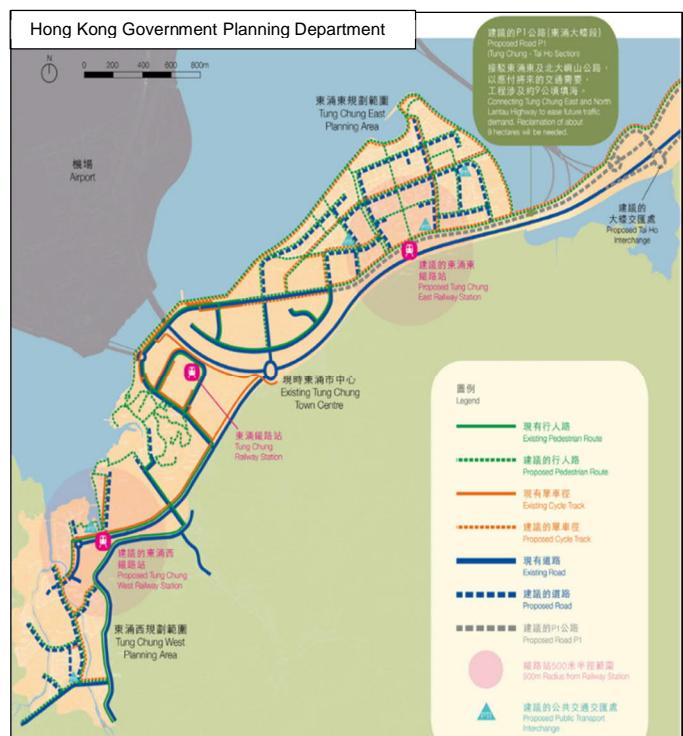 Hong Kong Government Planning Department
N
0 200 400 600 800m
建議的P1公路(東涌大蠔段)
Proposed Road P1
(Tung Chung - Tai Ho Section)
接駁東涌東及北大嶼山公路，
以應付將來的交通需要，
工程涉及約9公頃填海。
Connecting Tung Chung East and North
Lantau Highway to ease future traffic
demand. Reclamation of about
9 hectares will be needed.
東涌東規劃範圍
Tung Chung East
Planning Area
機場
Airport
建議的
大蠔交匯處
Proposed Tai Ho
Interchange
建議的東涌東
鐵路站
Proposed Tung Chung
East Railway Station
現時東涌市中心
Existing Tung Chung
Town Centre
東涌鐵路站
Tung Chung
Railway Station
建議的東涌西
鐵路站
Proposed Tung Chung
West Railway Station
東涌西規劃範圍
Tung Chung West
Planning Area
圖例
Legend
現有行人路
Existing Pedestrian Route
建議的行人路
Proposed Pedestrian Route
現有單車徑
Existing Cycle Track
建議的單車徑
Proposed Cycle Track
現有道路
Existing Road
建議的道路
Proposed Road
建議的P1公路
Proposed Road P1
鐵路站500米半徑範圍
500m Radius from Railway Station
建議的公共交通交匯處
Proposed Public Transport
Interchange